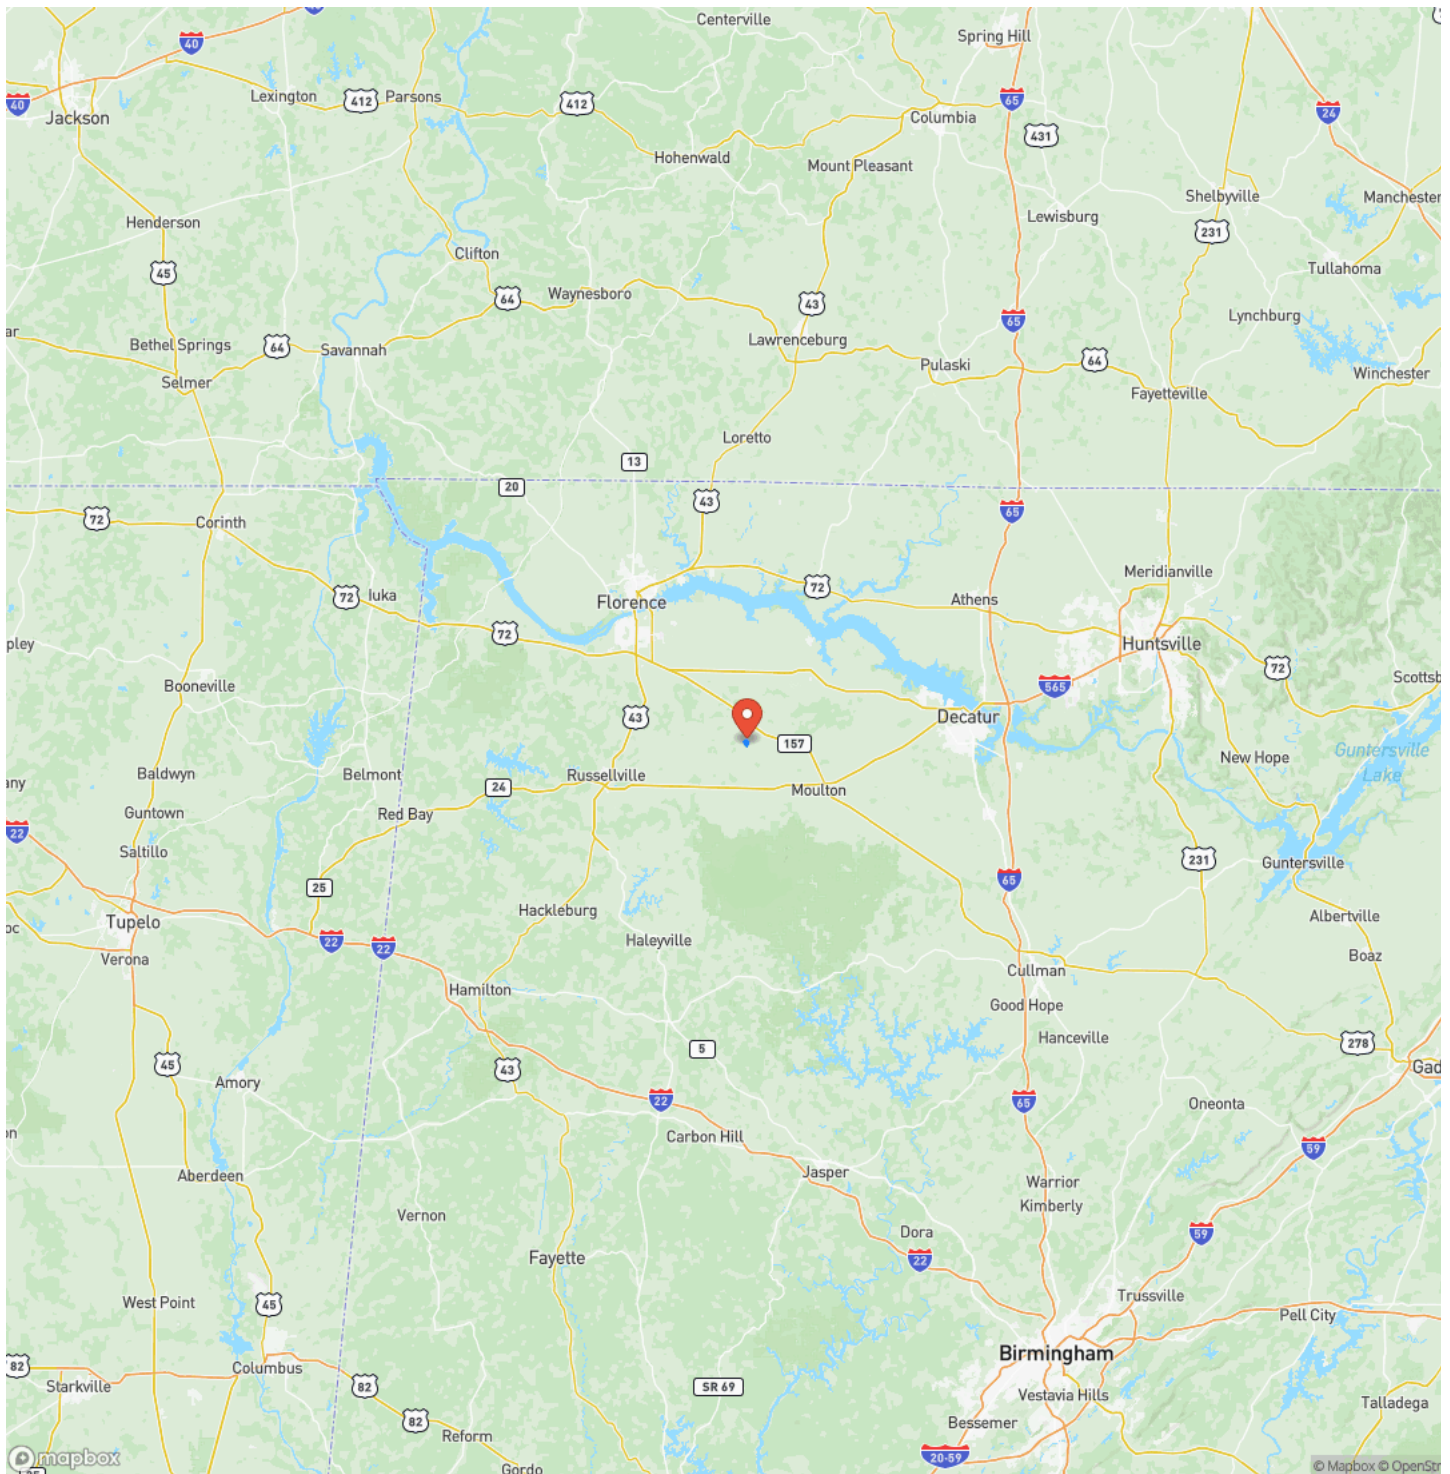 Centerville
Spring Hill
40
40
Lexington
412
Parsons
412
65
24
Jackson
Columbia
431
Hohenwald
Mount Pleasant
Shelbyville
Manchester
Henderson
Lewisburg
231
45
Clifton
Tullahoma
64
Waynesboro
43
Lynchburg
65
Bethel Springs
64
Savannah
Lawrenceburg
Pulaski
64
Selmer
Winchester
Fayetteville
Loretto
13
20
43
65
72
Corinth
72
Iuka
72
Meridianville
Athens
Florence
72
Huntsville
pley
72
Booneville
565
Scottsb
43
Decatur
157
Guntersville
Lake
New Hope
Baldwyn
Belmont
Russellville
any
24
Moulton
Guntown
Red Bay
22
Saltillo
231
Guntersville
65
25
Hackleburg
Tupelo
Albertville
oc
22
22
Haleyville
Verona
Boaz
Cullman
Hamilton
Good Hope
Hanceville
278
5
45
43
Gad
Amory
22
65
Oneonta
on
Carbon Hill
59
Jasper
Aberdeen
Warrior
Kimberly
Vernon
Dora
59
Fayette
22
Trussville
West Point
45
Pell City
Birmingham
82
Columbus
82
SR 69
Starkville
Vestavia Hills
Talladega
82
Bessemer
Reform
20-59
mapbox
Gordo
© Mapbox © OpenStr